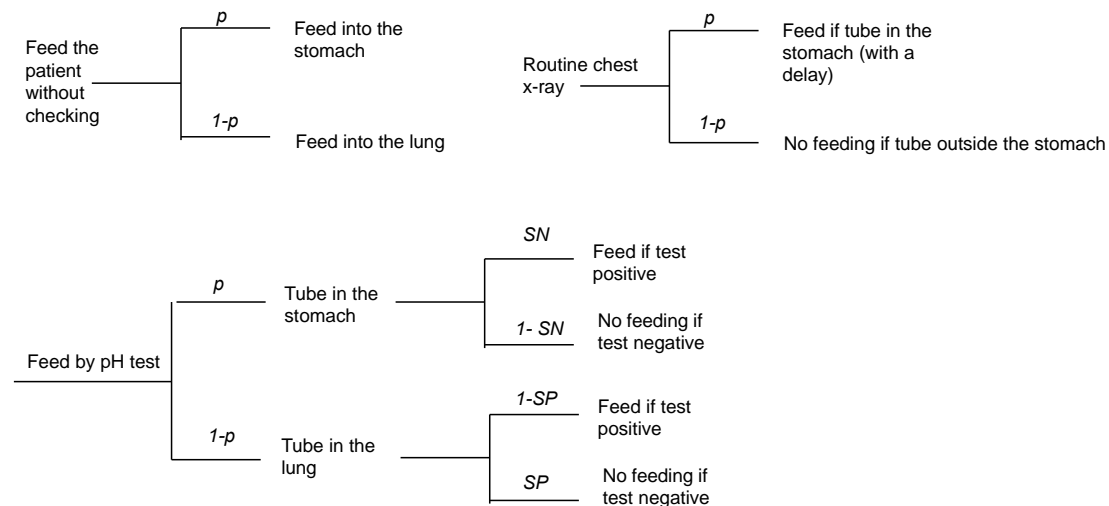 p
Feed into the
stomach
Feed the
patient
without
checking
1-p
Feed into the lung
p
Feed if tube in the
stomach (with a
delay)
Routine chest
x-ray
1-p
No feeding if tube outside the stomach
SN
Feed if test
positive
p
Tube in the
stomach
1- SN
No feeding if
test negative
Feed by pH test
1-SP
Feed if test
positive
1-p
Tube in the
lung
SP
No feeding if
test negative